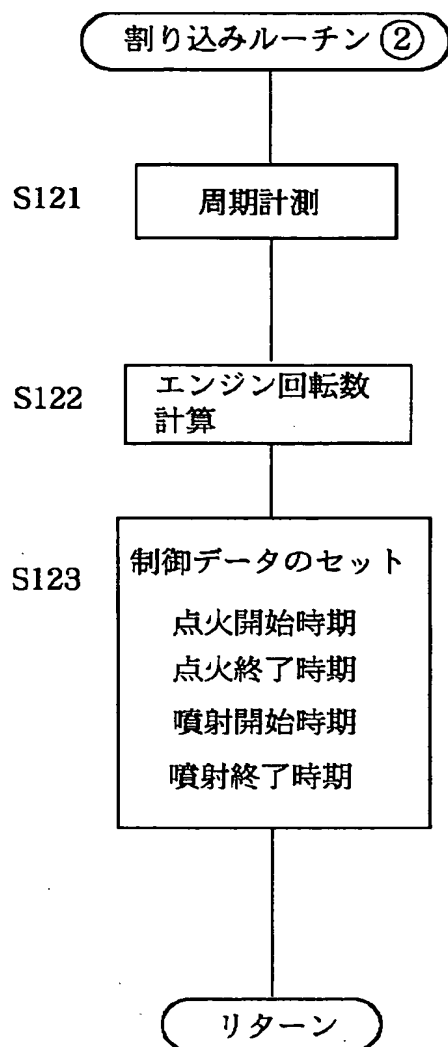 割り込みルーチン ②
S121
周期計測
S122
エンジン回転数
計算
S123
制御データのセット
点火開始時期
点火終了時期
噴射開始時期
噴射終了時期
リターン